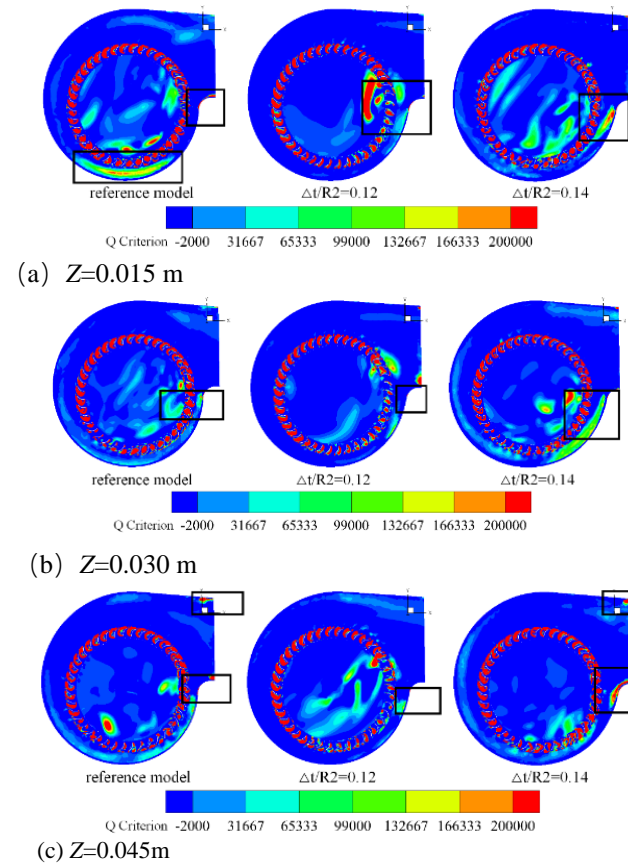 reference model △t/R2=0.12 △t/R2=0.14
Q Criterion -2000 31667 65333 99000 132667 166333 200000
(a) Z=0.015 m
reference model △t/R2=0.12 △t/R2=0.14
Q Criterion -2000 31667 65333 99000 132667 166333 200000
(b) Z=0.030 m
reference model △t/R2=0.12 △t/R2=0.14
Q Criterion -2000 31667 65333 99000 132667 166333 200000
(c) Z=0.045m